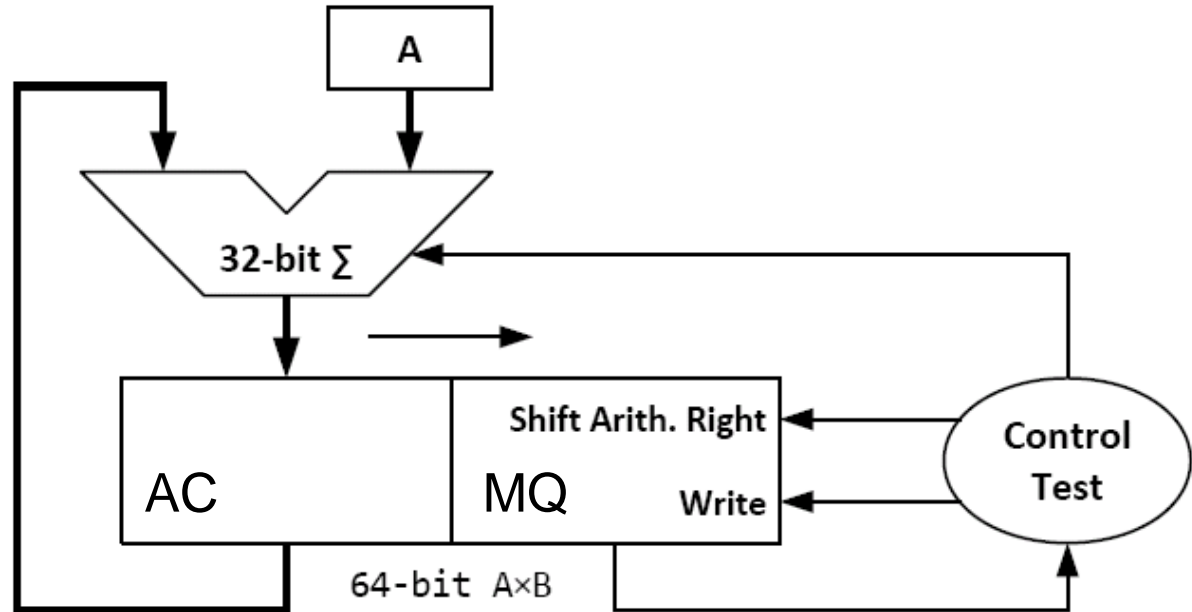 A
32-bit ∑
Shift Arith. Right
Control
Test
AC
MQ
Write
64-bit A×B